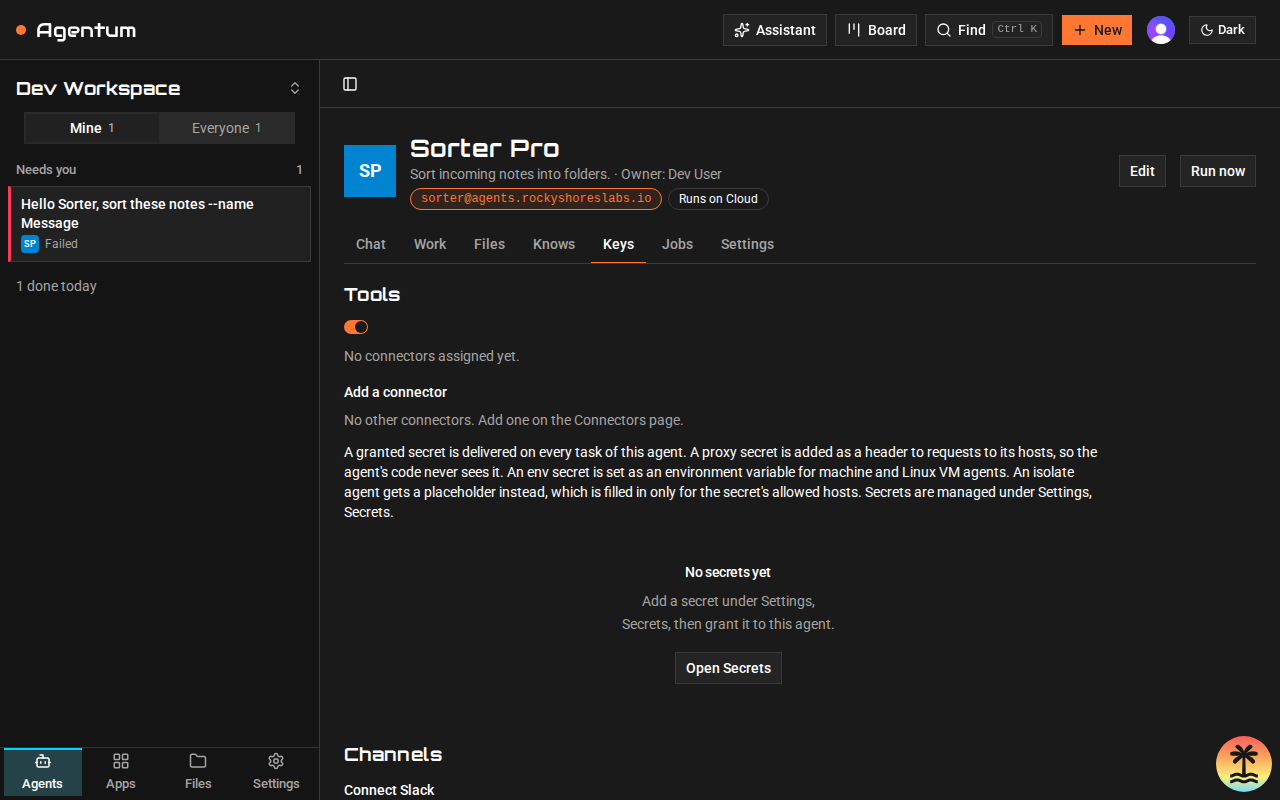 Agentum
Assistant
Board
Find Ctrl K
New
Dark
Dev Workspace
Mine 1
Everyone 1
Needs you 1
Hello Sorter, sort these notes --name
Message
SP Failed
1 done today
Agents
Apps
Files
Settings
SP
Sorter Pro
Sort incoming notes into folders. · Owner: Dev User
sorter@agents.rockyshoreslabs.io
Runs on Cloud
Edit
Run now
Chat
Work
Files
Knows
Keys
Jobs
Settings
Tools
No connectors assigned yet.
Add a connector
No other connectors. Add one on the Connectors page.
A granted secret is delivered on every task of this agent. A proxy secret is added as a header to requests to its hosts, so the
agent's code never sees it. An env secret is set as an environment variable for machine and Linux VM agents. An isolate
agent gets a placeholder instead, which is filled in only for the secret's allowed hosts. Secrets are managed under Settings,
Secrets.
No secrets yet
Add a secret under Settings,
Secrets, then grant it to this agent.
Open Secrets
Channels
Connect Slack